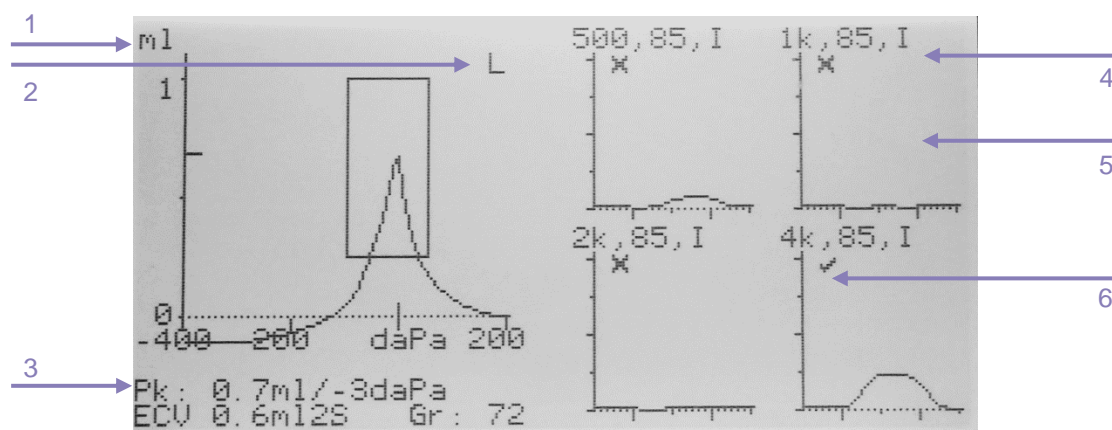 1
2
3
4
5
6
ml
L
1
0
-400 -200 daPa 200
Pk: 0.7ml/-3daPa
ECV 0.6ml2S Gr: 72
500,85,I
1k,85,I
2k,85,I
4k,85,I